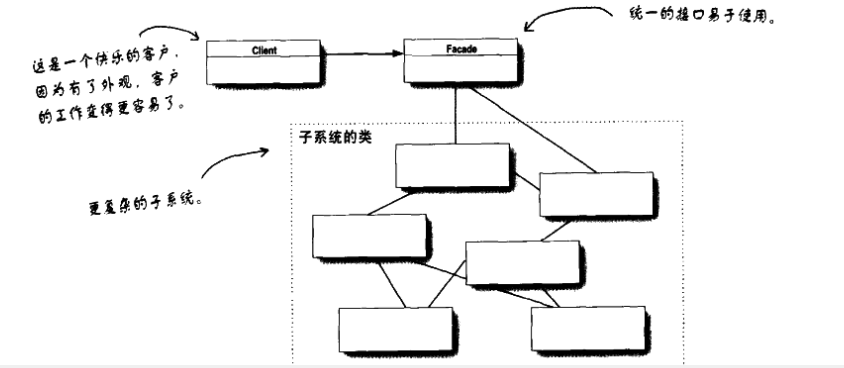 统一的接口易于使用。
Client
Facade
这是一个快乐的客户，
因为有了外观，客户
的工作变得更容易了。
子系统的类
更复杂的子系统。